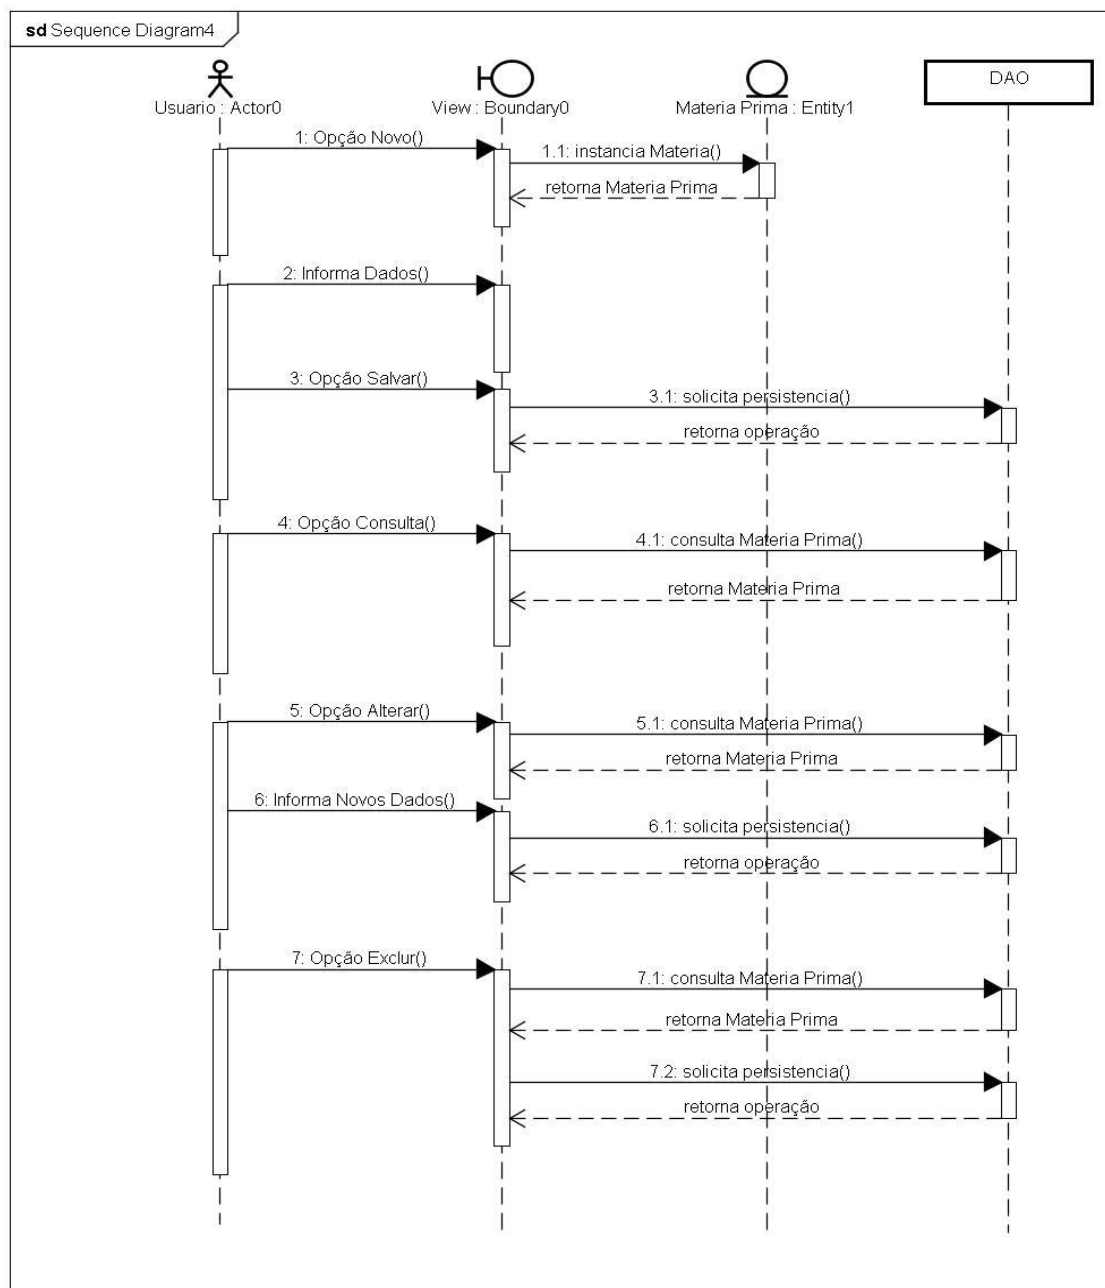 sd Sequence Diagram4
Usuario : Actor0
View : Boundary0
Materia Prima : Entity1
DAO
1: Opção Novo()
1.1: instancia Materia()
retorna Materia Prima
2: Informa Dados()
3: Opção Salvar()
3.1: solicita persistencia()
retorna operação
4: Opção Consulta()
4.1: consulta Materia Prima()
retorna Materia Prima
5: Opção Alterar()
5.1: consulta Materia Prima()
retorna Materia Prima
6: Informa Novos Dados()
6.1: solicita persistencia()
retorna operação
7: Opção Exclur()
7.1: consulta Materia Prima()
retorna Materia Prima
7.2: solicita persistencia()
retorna operação